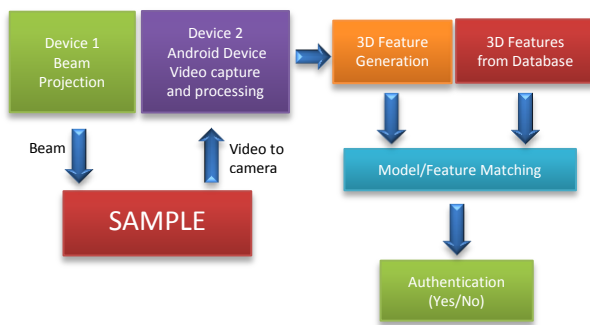 Device 1
Beam
Projection
Device 2
Android Device
Video capture
and processing
3D Feature
Generation
3D Features
from Database
Beam
Video to
camera
Model/Feature Matching
SAMPLE
Authentication
(Yes/No)